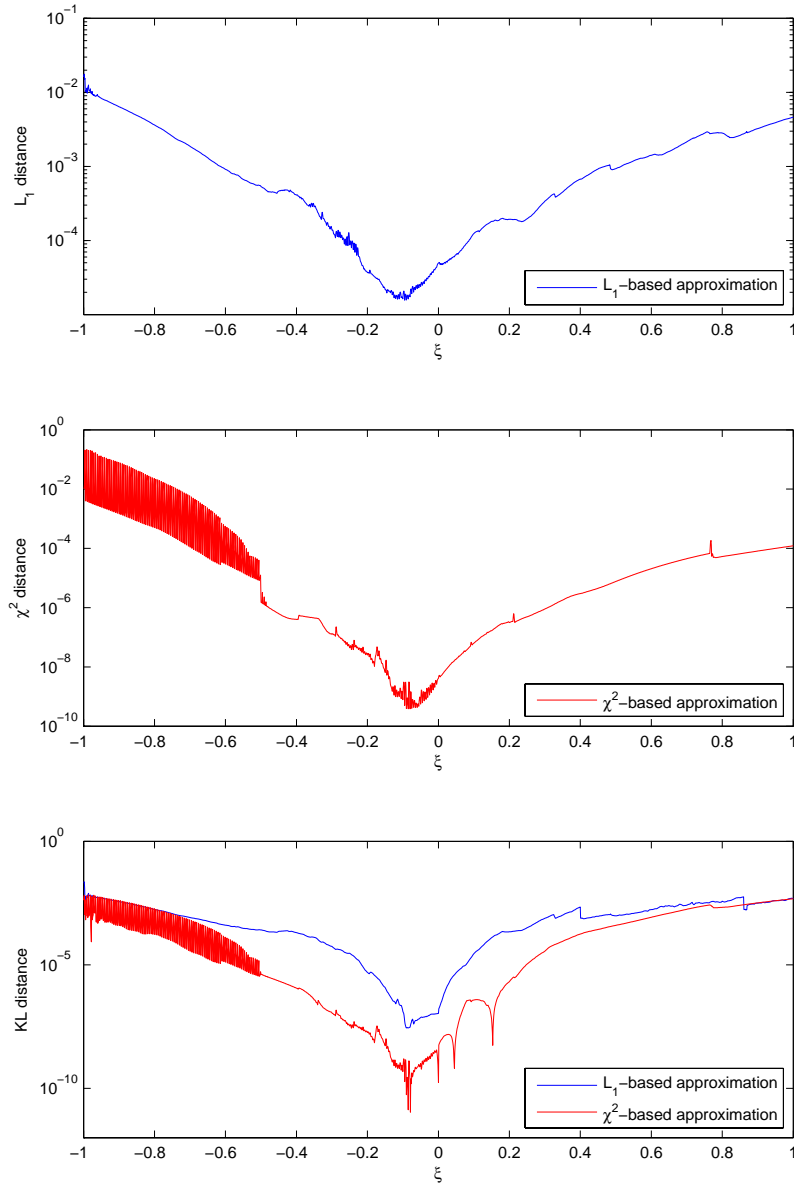 10⁻¹
10⁻²
10⁻³
10⁻⁴
L₁ distance
−1 −0.8 −0.6 −0.4 −0.2 0 0.2 0.4 0.6 0.8 1
ξ
L₁−based approximation
10⁰
10⁻²
10⁻⁴
10⁻⁶
10⁻⁸
10⁻¹⁰
χ² distance
−1 −0.8 −0.6 −0.4 −0.2 0 0.2 0.4 0.6 0.8 1
ξ
χ²−based approximation
10⁰
10⁻⁵
10⁻¹⁰
KL distance
−1 −0.8 −0.6 −0.4 −0.2 0 0.2 0.4 0.6 0.8 1
ξ
L₁−based approximation
χ²−based approximation